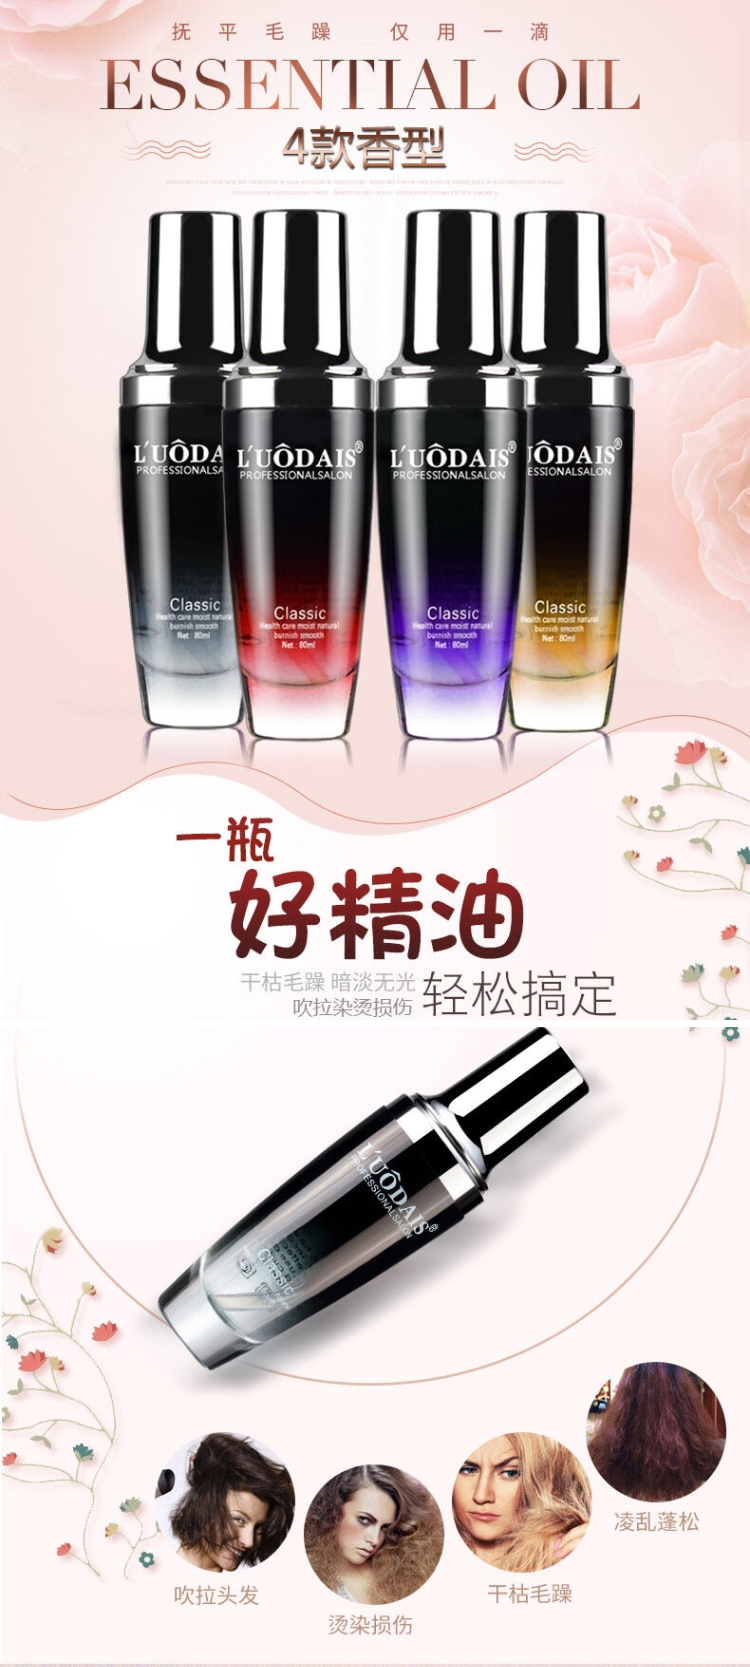 抚平毛躁 仅用一滴
ESSENTIAL OIL
4款香型
L'UÔDA
PROFESSIONALSA
Classic
Health care moist natural
burnish smooth
Net : 80ml
L'UÔDAIS®
PROFESSIONALSALON
Classic
Health care moist natural
burnish smooth
Net : 80ml
L'UÔDAIS®
PROFESSIONALSALON
Classic
Health care moist natural
burnish smooth
Net : 80ml
UÔDAIS®
ESSIONALSALON
Classic
Health care moist natural
burnish smooth
Net : 80ml
一瓶
好精油
干枯毛躁 暗淡无光
吹拉染烫损伤
轻松搞定
L'UÔDAIS®
PROFESSIONALSALON
Classic
凌乱蓬松
吹拉头发
干枯毛躁
烫染损伤